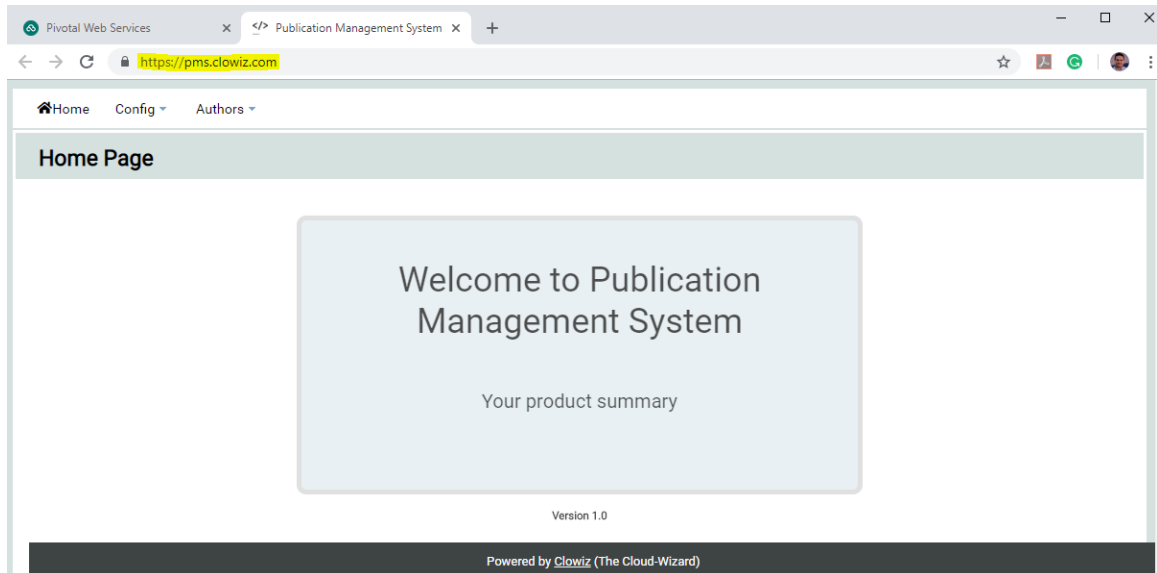 Pivotal Web Services
</> Publication Management System
https://pms.clowiz.com
Home Config Authors
Home Page
Welcome to Publication
Management System
Your product summary
Version 1.0
Powered by Clowiz (The Cloud-Wizard)